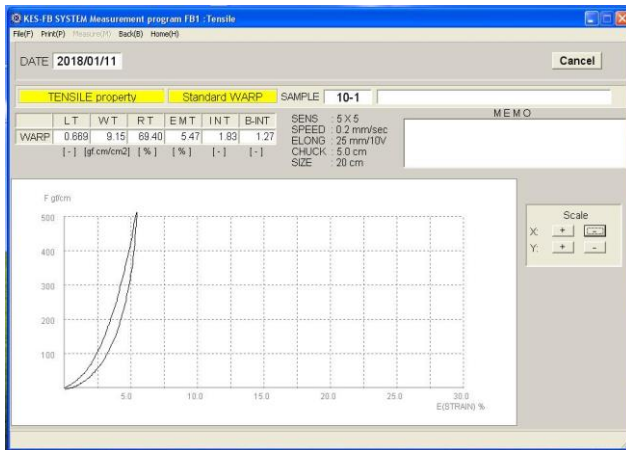 KES-FB SYSTEM Measurement program FB1 :Tensile
File(F) Print(P) Measure(M) Back(B) Home(H)
DATE 2018/01/11 Cancel
TENSILE property Standard WARP SAMPLE 10-1
LT WT RT EMT INT B-INT
WARP 0.669 9.15 69.40 5.47 1.83 1.27
[ - ] [gf.cm/cm2] [ % ] [ % ] [ - ] [ - ]
SENS : 5 X 5
SPEED : 0.2 mm/sec
ELONG : 25 mm/10V
CHUCK : 5.0 cm
SIZE : 20 cm
MEMO
F gf/cm
500
400
300
200
100
5.0 10.0 15.0 20.0 25.0 30.0
E(STRAIN) %
Scale
X: + -
Y: + -